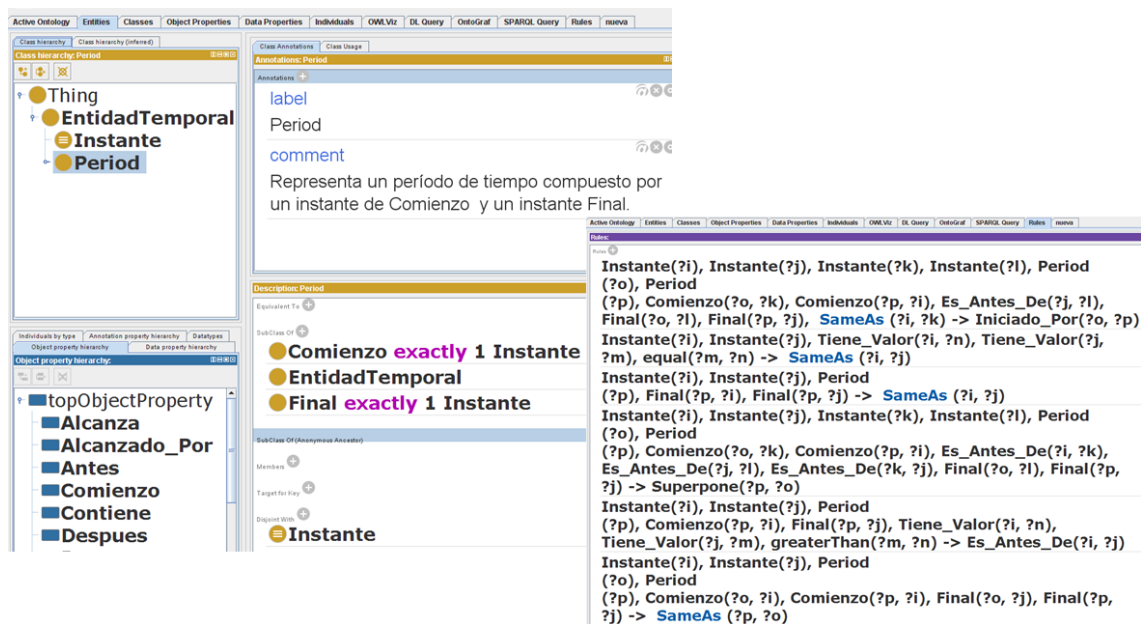 Active Ontology Entities Classes Object Properties Data Properties Individuals OWLViz DL Query OntoGraf SPARQL Query Rules nueva
Class hierarchy Class hierarchy (inferred)
Class hierarchy: Period
Thing
EntidadTemporal
Instante
Period
Individuals by type Annotation property hierarchy Datatypes
Object property hierarchy Data property hierarchy
Object property hierarchy:
topObjectProperty
Alcanza
Alcanzado_Por
Antes
Comienzo
Contiene
Despues
Class Annotations Class Usage
Annotations: Period
Annotations
label
Period
comment
Representa un período de tiempo compuesto por
un instante de Comienzo y un instante Final.
Description: Period
Equivalent To
SubClass Of
Comienzo exactly 1 Instante
EntidadTemporal
Final exactly 1 Instante
SubClass Of (Anonymous Ancestor)
Members
Target for Key
Disjoint With
Instante
Active Ontology Entities Classes Object Properties Data Properties Individuals OWLViz DL Query OntoGraf SPARQL Query Rules nueva
Rules:
Rules
Instante(?i), Instante(?j), Instante(?k), Instante(?l), Period
(?o), Period
(?p), Comienzo(?o, ?k), Comienzo(?p, ?i), Es_Antes_De(?j, ?l),
Final(?o, ?l), Final(?p, ?j), SameAs (?i, ?k) -> Iniciado_Por(?o, ?p)
Instante(?i), Instante(?j), Tiene_Valor(?i, ?n), Tiene_Valor(?j,
?m), equal(?m, ?n) -> SameAs (?i, ?j)
Instante(?i), Instante(?j), Period
(?p), Final(?p, ?i), Final(?p, ?j) -> SameAs (?i, ?j)
Instante(?i), Instante(?j), Instante(?k), Instante(?l), Period
(?o), Period
(?p), Comienzo(?o, ?k), Comienzo(?p, ?i), Es_Antes_De(?i, ?k),
Es_Antes_De(?j, ?l), Es_Antes_De(?k, ?j), Final(?o, ?l), Final(?p,
?j) -> Superpone(?p, ?o)
Instante(?i), Instante(?j), Period
(?p), Comienzo(?p, ?i), Final(?p, ?j), Tiene_Valor(?i, ?n),
Tiene_Valor(?j, ?m), greaterThan(?m, ?n) -> Es_Antes_De(?i, ?j)
Instante(?i), Instante(?j), Period
(?o), Period
(?p), Comienzo(?o, ?i), Comienzo(?p, ?i), Final(?o, ?j), Final(?p,
?j) -> SameAs (?p, ?o)